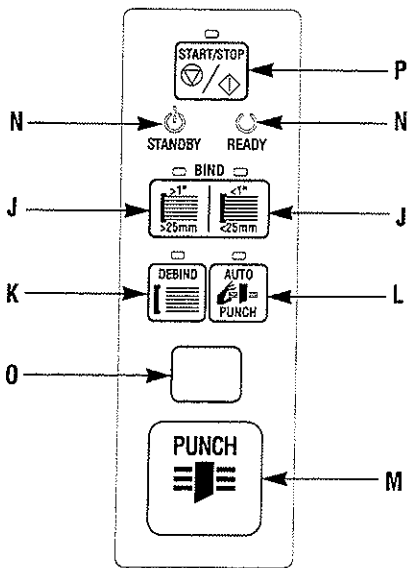 START/STOP
P
N
N
STANDBY
READY
BIND
>1"
<1"
J
J
>25mm
<25mm
DEBIND
AUTO
K
L
PUNCH
O
PUNCH
M